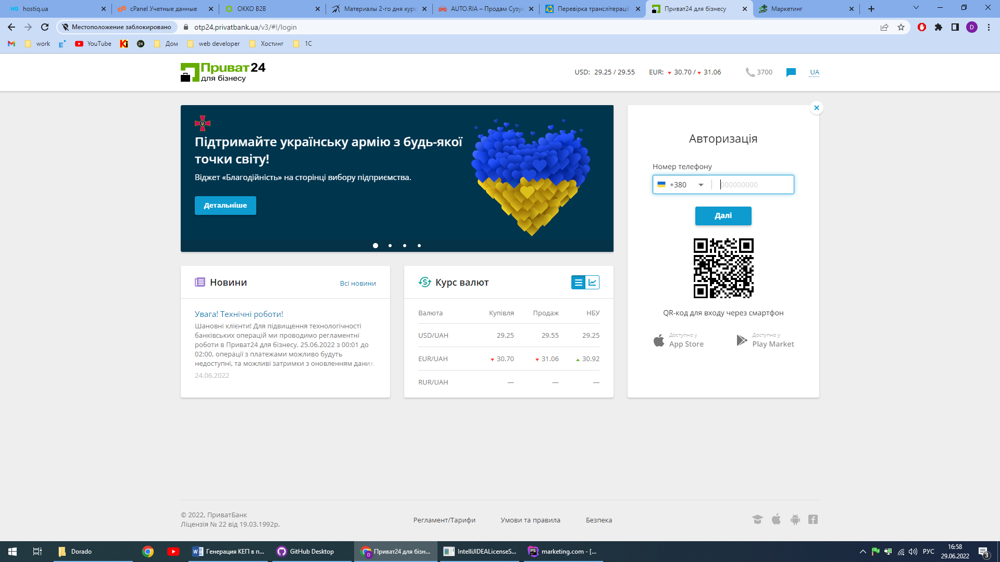 hostiq.ua
cPanel Учетные данные
ОККО B2B
Материалы 2-го дня курс
AUTO.RIA – Продам Сузук
Перевірка транслітерації
Приват24 для бізнесу
Маркетинг
Местоположение заблокировано
otp24.privatbank.ua/v3/#!/login
D
work
YouTube
Ki
24
Дом
web developer
Хостинг
1С
Приват24
для бізнесу
USD: 29.25 / 29.55
EUR: 30.70 / 31.06
3700
UA
Підтримайте українську армію з будь-якої
точки світу!
Віджет «Благодійність» на сторінці вибору підприємства.
Детальніше
Новини
Всі новини
Увага! Технічні роботи!
Шановні клієнти! Для підвищення технологічності
банківських операцій ми проводимо регламентні
роботи в Приват24 для бізнесу. 25.06.2022 з 00:01 до
02:00, операції з платежами можливо будуть
недоступні, та можливі затримки з оновленням даних.
24.06.2022
Курс валют
Валюта Купівля Продаж НБУ
USD/UAH 29.25 29.55 29.25
EUR/UAH 30.70 31.06 30.92
RUR/UAH — — —
Авторизація
Номер телефону
+380 000000000
Далі
QR-код для входу через смартфон
Доступно у
App Store
Доступно у
Play Market
© 2022, ПриватБанк
Ліцензія № 22 від 19.03.1992р.
Регламент/Тарифи
Умови та правила
Безпека
Dorado
Генерация КЕП в п...
GitHub Desktop
Приват24 для бізн...
IntelliJIDEALicenseS...
marketing.com - [...
РУС
16:58
29.06.2022
3